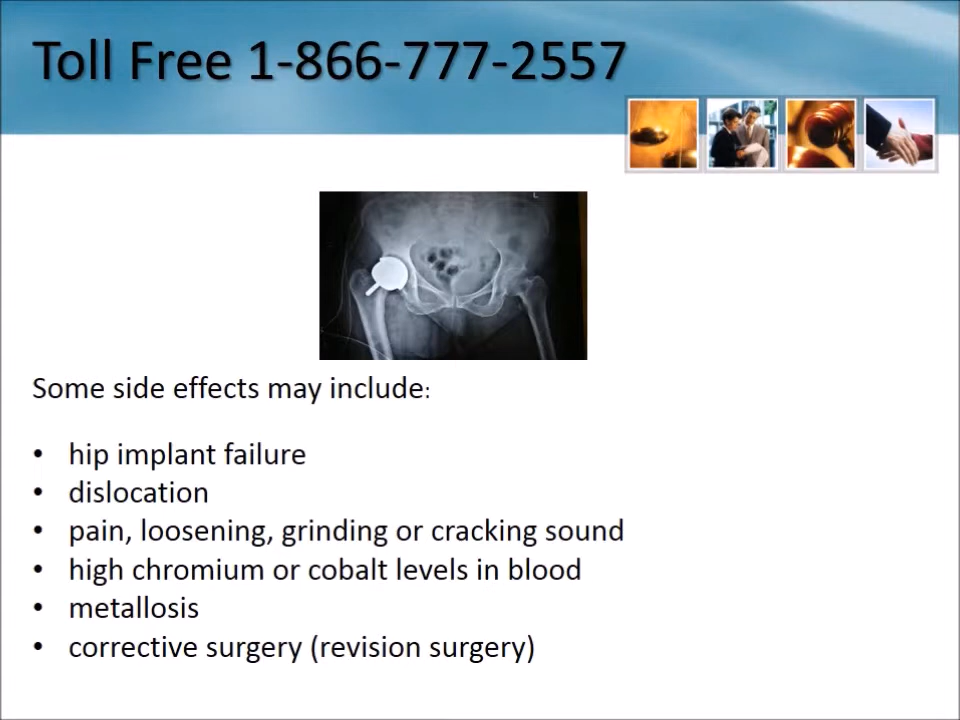 Toll Free 1-866-777-2557
Some side effects may include:
• hip implant failure
• dislocation
• pain, loosening, grinding or cracking sound
• high chromium or cobalt levels in blood
• metallosis
• corrective surgery (revision surgery)